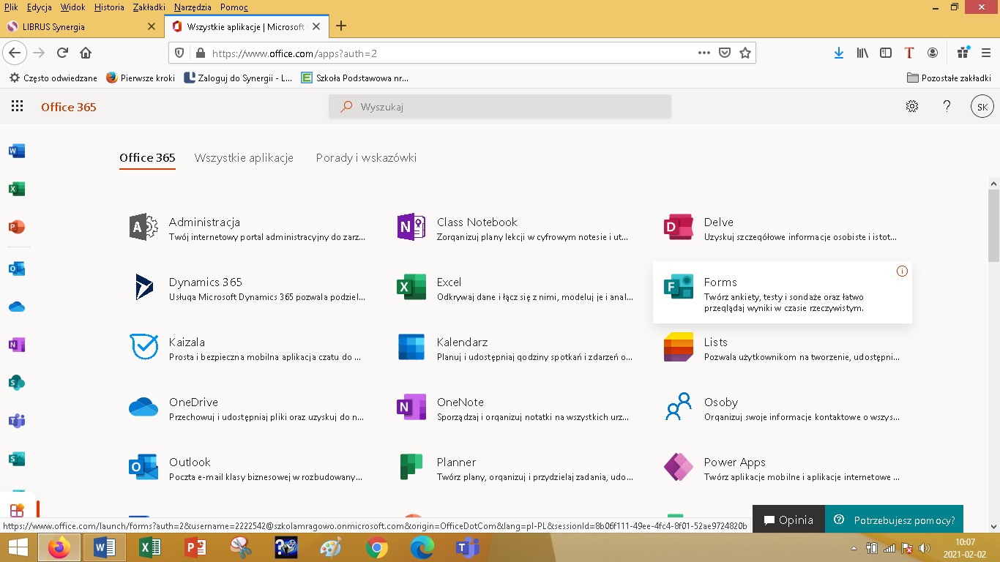 Plik Edycja Widok Historia Zakładki Narzędzia Pomoc
LIBRUS Synergia
Wszystkie aplikacje | Microsoft
https://www.office.com/apps?auth=2
Często odwiedzane
Pierwsze kroki
Zaloguj do Synergii - L...
Szkoła Podstawowa nr...
Pozostałe zakładki
Office 365
Wyszukaj
SK
Office 365 Wszystkie aplikacje Porady i wskazówki
Administracja
Twój internetowy portal administracyjny do zarz...
Class Notebook
Zorganizuj plany lekcji w cyfrowym notesie i ut...
Delve
Uzyskuj szczegółowe informacje osobiste i istot...
Dynamics 365
Usługa Microsoft Dynamics 365 pozwala podziel...
Excel
Odkrywaj dane i łącz się z nimi, modeluj je i anal...
Forms
Twórz ankiety, testy i sondaże oraz łatwo
przeglądaj wyniki w czasie rzeczywistym.
Kaizala
Prosta i bezpieczna mobilna aplikacja czatu do ...
Kalendarz
Planuj i udostępniaj godziny spotkań i zdarzeń o...
Lists
Pozwala użytkownikom na tworzenie, udostępni...
OneDrive
Przechowuj i udostępniaj pliki oraz uzyskuj do n...
OneNote
Sporządzaj i organizuj notatki na wszystkich urz...
Osoby
Organizuj swoje informacje kontaktowe o wszys...
Outlook
Poczta e-mail klasy biznesowej w rozbudowany...
Planner
Twórz plany, organizuj i przydzielaj zadania, udo...
Power Apps
Twórz aplikacje mobilne i aplikacje internetowe ...
https://www.office.com/launch/forms?auth=2&username=2222542@szkolamragowo.onmicrosoft.com&origin=OfficeDotCom&lang=pl-PL&sessionId=8b06f111-49ee-4fc4-8f01-52ae9724820b
Opinia
Potrzebujesz pomocy?
10:07
2021-02-02